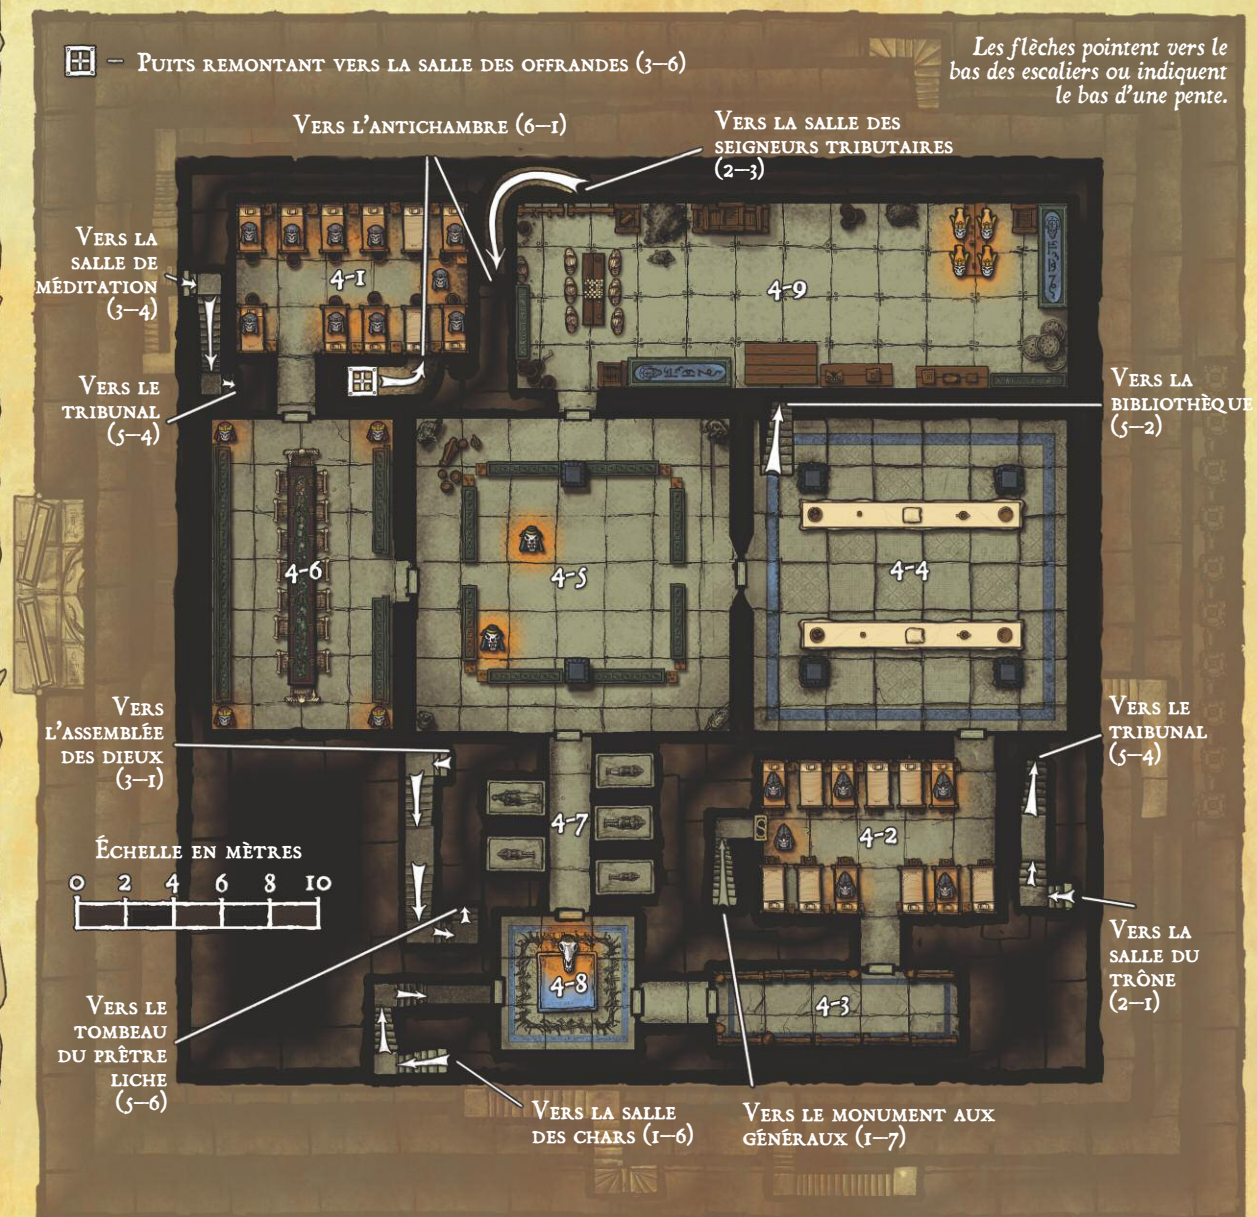 – Puits remontant vers la salle des offrandes (3–6)
Les flèches pointent vers le
bas des escaliers ou indiquent
le bas d'une pente.
Vers l'antichambre (6–1)
Vers la salle des
seigneurs tributaires
(2–3)
Vers la
salle de
méditation
(3–4)
4-1
4-9
Vers le
tribunal
(5–4)
Vers la
bibliothèque
(5–2)
4-6
4-5
4-4
Vers
l'assemblée
des dieux
(3–1)
Vers le
tribunal
(5–4)
4-7
4-2
S
Échelle en mètres
0 2 4 6 8 10
Vers la
salle du
trône
(2–1)
4-8
4-3
Vers le
tombeau
du prêtre
liche
(5–6)
Vers la salle
des chars (1–6)
Vers le monument aux
généraux (1–7)